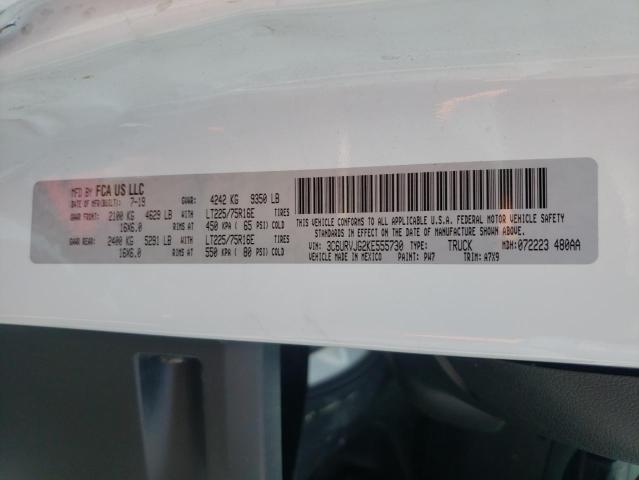 MFD BY FCA US LLC
DATE OF MFR(BUILT): 7-19 GVWR: 4242 KG 9350 LB
GAWR FRONT: 2100 KG 4629 LB WITH LT225/75R16E TIRES
16X6.0 RIMS AT 450 KPA ( 65 PSI) COLD
GAWR REAR: 2400 KG 5291 LB WITH LT225/75R16E TIRES
16X6.0 RIMS AT 550 KPA ( 80 PSI) COLD
THIS VEHICLE CONFORMS TO ALL APPLICABLE U.S.A. FEDERAL MOTOR VEHICLE SAFETY
STANDARDS IN EFFECT ON THE DATE OF MANUFACTURE SHOWN ABOVE.
VIN: 3C6URVJG2KE555730 TYPE: TRUCK MDH: 072223 480AA
VEHICLE MADE IN MEXICO PAINT: PW7 TRIM: A7X9